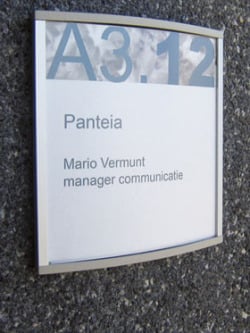 A3.12
Panteia
Mario Vermunt
manager communicatie